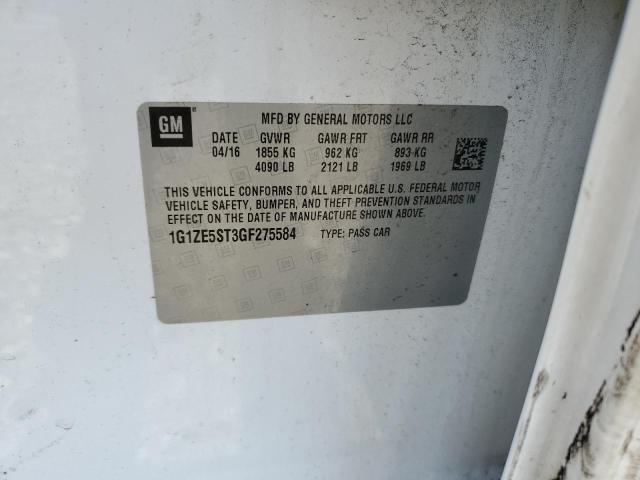 GM
MFD BY GENERAL MOTORS LLC
DATE GVWR GAWR FRT GAWR RR
04/16 1855 KG 962 KG 893 KG
4090 LB 2121 LB 1969 LB
THIS VEHICLE CONFORMS TO ALL APPLICABLE U.S. FEDERAL MOTOR
VEHICLE SAFETY, BUMPER, AND THEFT PREVENTION STANDARDS IN
EFFECT ON THE DATE OF MANUFACTURE SHOWN ABOVE.
1G1ZE5ST3GF275584 TYPE: PASS CAR